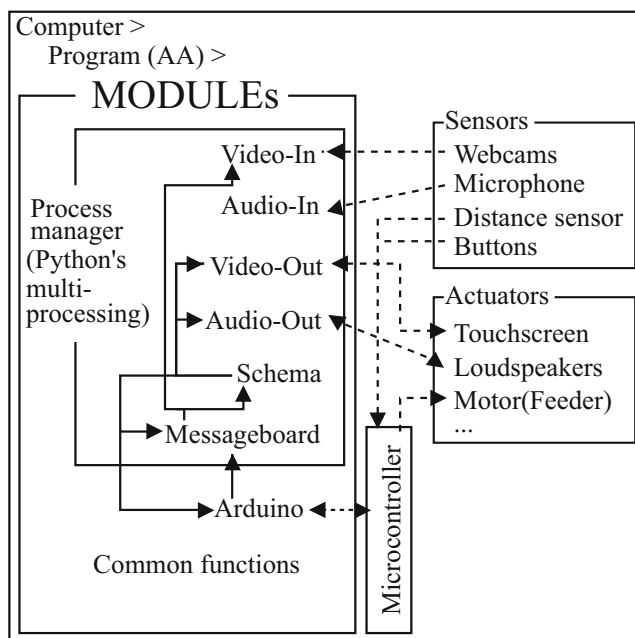 Computer >
Program (AA) >
MODULEs
Process
manager
(Python's
multi-
processing)
Video-In
Audio-In
Video-Out
Audio-Out
Schema
Messageboard
Arduino
Common functions
Microcontroller
Sensors
Webcams
Microphone
Distance sensor
Buttons
Actuators
Touchscreen
Loudspeakers
Motor(Feeder)
...